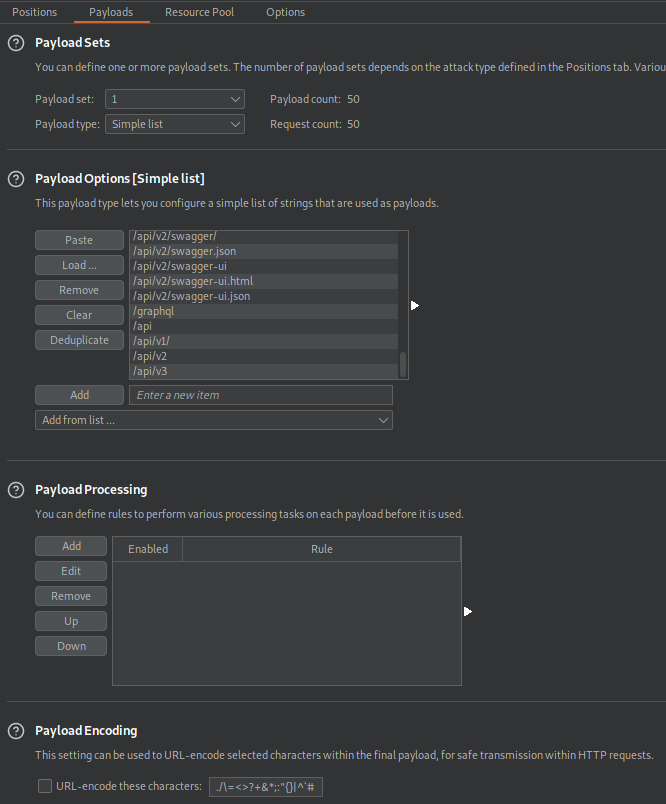 Positions Payloads Resource Pool Options
? Payload Sets
You can define one or more payload sets. The number of payload sets depends on the attack type defined in the Positions tab. Variou
Payload set: 1 Payload count: 50
Payload type: Simple list Request count: 50
? Payload Options [Simple list]
This payload type lets you configure a simple list of strings that are used as payloads.
Paste
Load ...
Remove
Clear
Deduplicate
/api/v2/swagger/
/api/v2/swagger.json
/api/v2/swagger-ui
/api/v2/swagger-ui.html
/api/v2/swagger-ui.json
/graphql
/api
/api/v1/
/api/v2
/api/v3
Add Enter a new item
Add from list ...
? Payload Processing
You can define rules to perform various processing tasks on each payload before it is used.
Add
Edit
Remove
Up
Down
Enabled Rule
? Payload Encoding
This setting can be used to URL-encode selected characters within the final payload, for safe transmission within HTTP requests.
URL-encode these characters: ./\=<>?+&*;:"{}|^`#